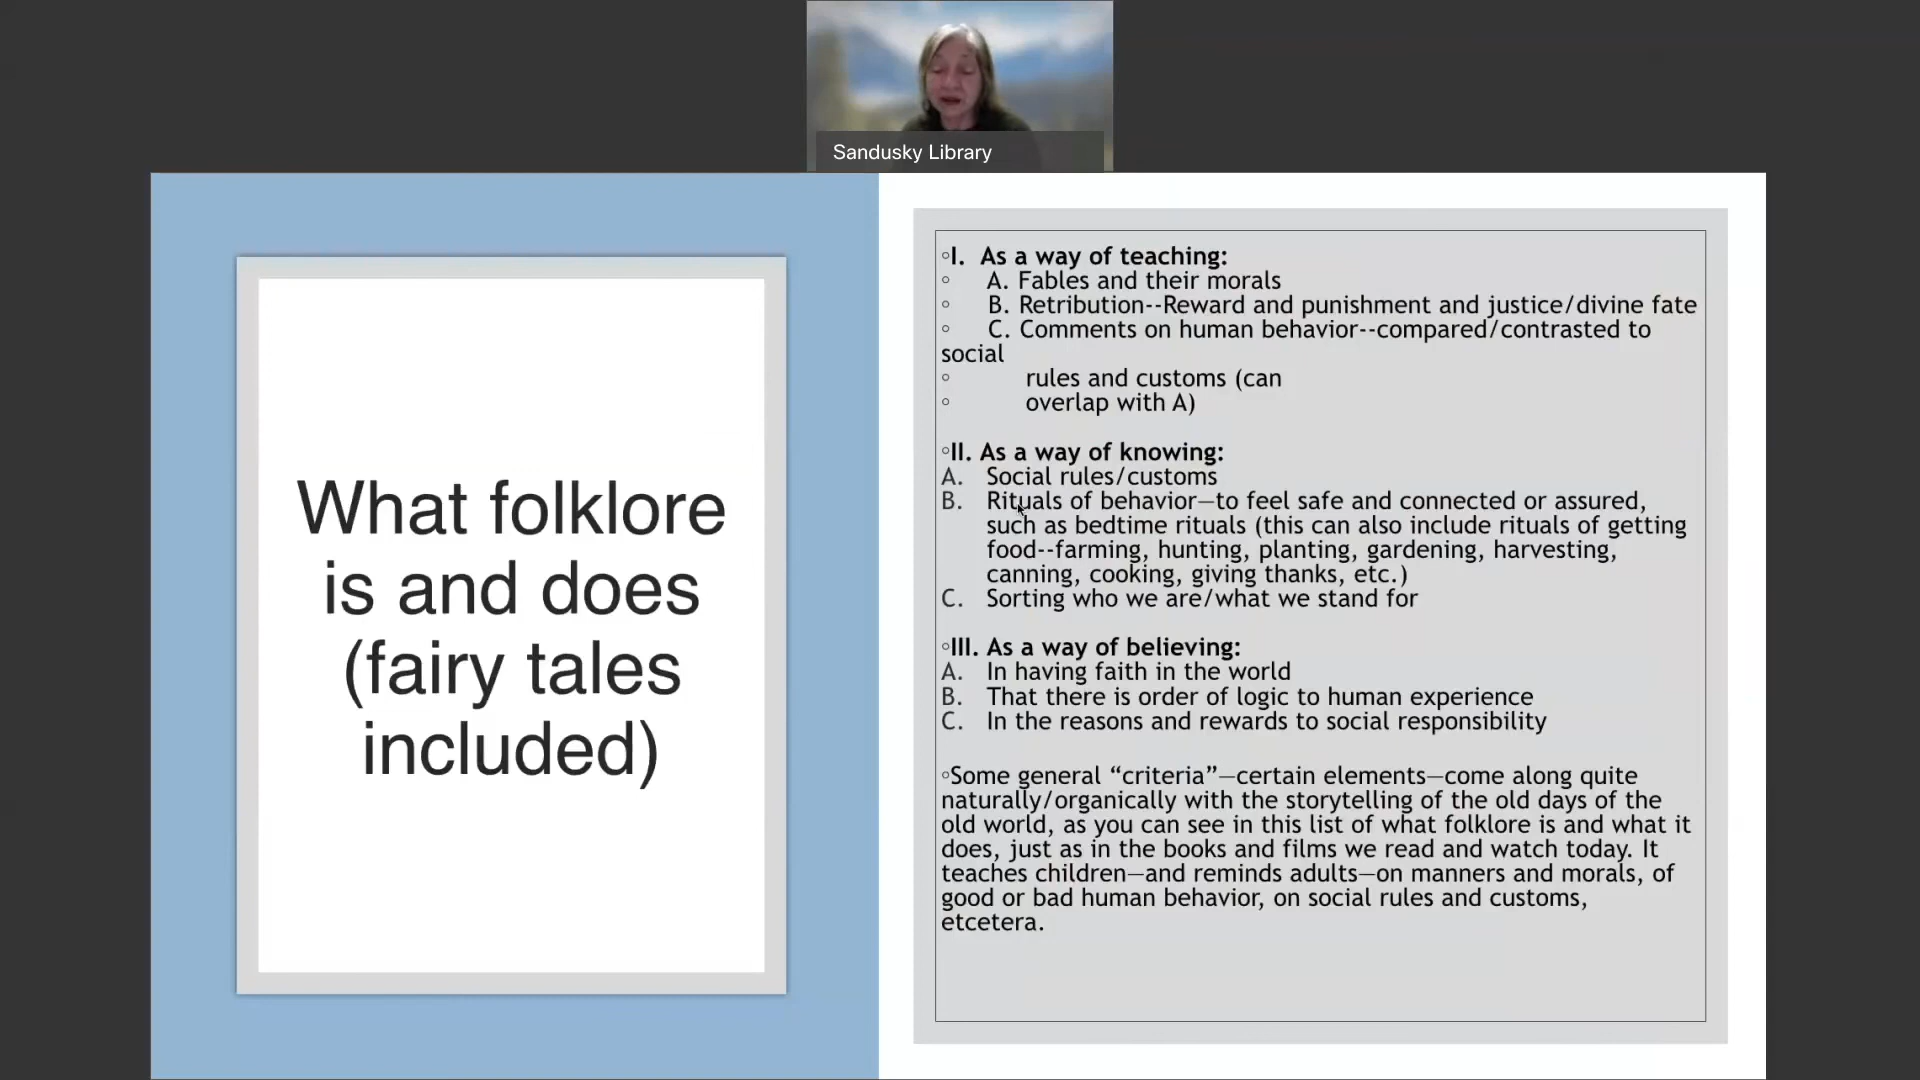 Sandusky Library
What folklore
is and does
(fairy tales
included)
◦I. As a way of teaching:
◦ A. Fables and their morals
◦ B. Retribution--Reward and punishment and justice/divine fate
◦ C. Comments on human behavior--compared/contrasted to
social
◦ rules and customs (can
◦ overlap with A)
◦II. As a way of knowing:
A. Social rules/customs
B. Rituals of behavior—to feel safe and connected or assured,
such as bedtime rituals (this can also include rituals of getting
food--farming, hunting, planting, gardening, harvesting,
canning, cooking, giving thanks, etc.)
C. Sorting who we are/what we stand for
◦III. As a way of believing:
A. In having faith in the world
B. That there is order of logic to human experience
C. In the reasons and rewards to social responsibility
◦Some general “criteria”—certain elements—come along quite
naturally/organically with the storytelling of the old days of the
old world, as you can see in this list of what folklore is and what it
does, just as in the books and films we read and watch today. It
teaches children—and reminds adults—on manners and morals, of
good or bad human behavior, on social rules and customs,
etcetera.